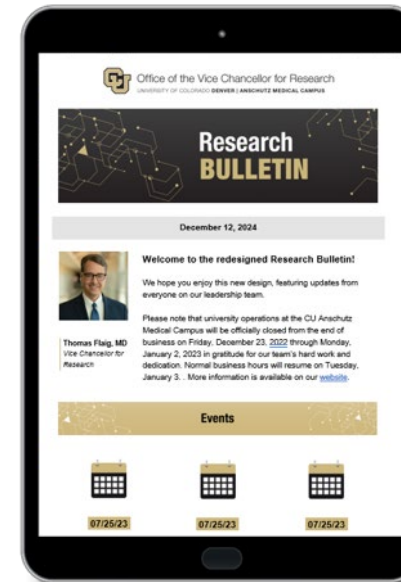 Office of the Vice Chancellor for Research
UNIVERSITY OF COLORADO DENVER | ANSCHUTZ MEDICAL CAMPUS
Research
BULLETIN
December 12, 2024
Welcome to the redesigned Research Bulletin!
We hope you enjoy this new design, featuring updates from
everyone on our leadership team.
Please note that university operations at the CU Anschutz
Medical Campus will be officially closed from the end of
business on Friday, December 23, 2022 through Monday,
January 2, 2023 in gratitude for our team's hard work and
dedication. Normal business hours will resume on Tuesday,
January 3. . More information is available on our website.
Thomas Flaig, MD
Vice Chancellor for
Research
Events
07/25/23
07/25/23
07/25/23